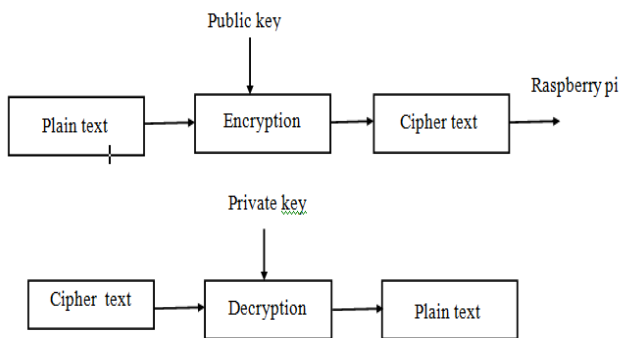 Public key
Raspberry pi
Plain text
Encryption
Cipher text
Private key
Cipher text
Decryption
Plain text